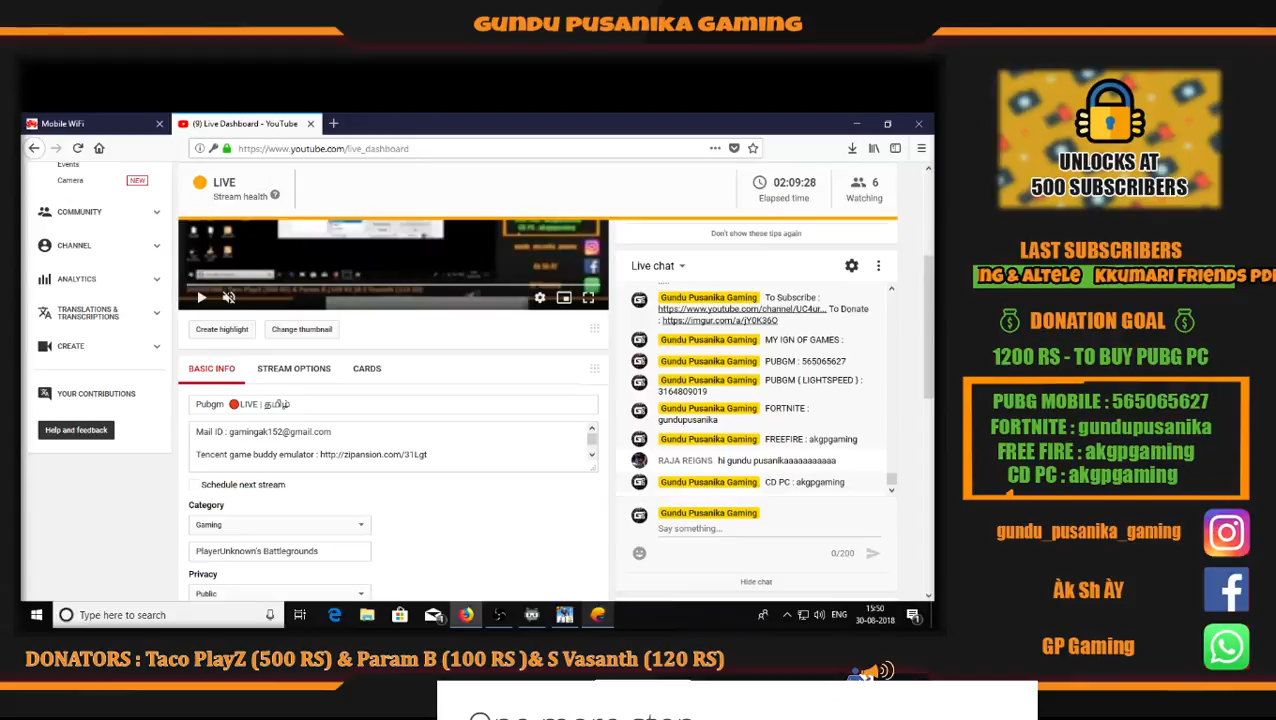 GUNDU PUSANIKA GAMING
Mobile WiFi
(9) Live Dashboard - YouTube
https://www.youtube.com/live_dashboard
Events
Camera
NEW
COMMUNITY
CHANNEL
ANALYTICS
TRANSLATIONS &
TRANSCRIPTIONS
CREATE
YOUR CONTRIBUTIONS
Help and feedback
LIVE
Stream health
02:09:28
Elapsed time
6
Watching
Create highlight
Change thumbnail
BASIC INFO
STREAM OPTIONS
CARDS
Pubgm 🔴LIVE | தமிழ்
Mail ID : gamingak152@gmail.com
Tencent game buddy emulator : http://zipansion.com/31Lgt
Schedule next stream
Category
Gaming
PlayerUnknown's Battlegrounds
Privacy
Public
Don't show these tips again
Live chat
Gundu Pusanika Gaming To Subscribe :
https://www.youtube.com/channel/UC4ur... To Donate
: https://imgur.com/a/jY0K36O
Gundu Pusanika Gaming MY IGN OF GAMES :
Gundu Pusanika Gaming PUBGM : 565065627
Gundu Pusanika Gaming PUBGM ( LIGHTSPEED ) :
3164809019
Gundu Pusanika Gaming FORTNITE :
gundupusanika
Gundu Pusanika Gaming FREEFIRE : akgpgaming
RAJA REIGNS hi gundu pusanikaaaaaaaaaa
Gundu Pusanika Gaming CD PC : akgpgaming
Gundu Pusanika Gaming
Say something...
0/200
Hide chat
Type here to search
ENG
15:50
30-08-2018
UNLOCKS AT
500 SUBSCRIBERS
LAST SUBSCRIBERS
ing & Altele Kkumari Friends PDI
DONATION GOAL
1200 RS - TO BUY PUBG PC
PUBG MOBILE : 565065627
FORTNITE : gundupusanika
FREE FIRE : akgpgaming
CD PC : akgpgaming
gundu_pusanika_gaming
Àk Sh ÀY
GP Gaming
DONATORS : Taco PlayZ (500 RS) & Param B (100 RS )& S Vasanth (120 RS)
One more step